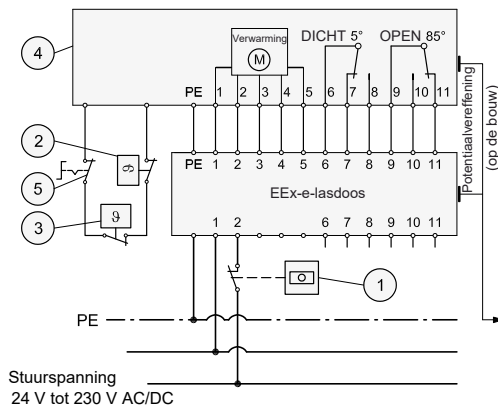 Verwarming
M
DICHT 5°
OPEN 85°
4
PE 1 2 3 4 5 6 7 8 9 10 11
Potentiaalvereffening
(op de bouw)
2
ϑ
5
3
ϑ
PE 1 2 3 4 5 6 7 8 9 10 11
EEx-e-lasdoos
1 2 6 7 8 9 10 11
1
PE
Stuurspanning
24 V tot 230 V AC/DC